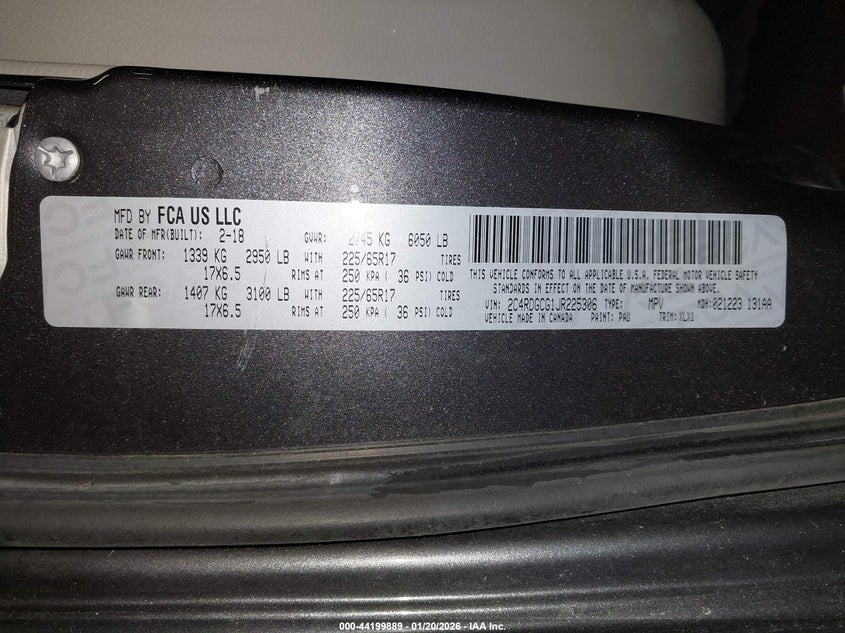 MFD BY FCA US LLC
DATE OF MFR(BUILT): 2-18 GVWR: 2745 KG 6050 LB
GAWR FRONT: 1339 KG 2950 LB WITH 225/65R17 TIRES
17X6.5 RIMS AT 250 KPA ( 36 PSI) COLD
GAWR REAR: 1407 KG 3100 LB WITH 225/65R17 TIRES
17X6.5 RIMS AT 250 KPA ( 36 PSI) COLD
THIS VEHICLE CONFORMS TO ALL APPLICABLE U.S.A. FEDERAL MOTOR VEHICLE SAFETY
STANDARDS IN EFFECT ON THE DATE OF MANUFACTURE SHOWN ABOVE.
VIN: 2C4RDGCG1JR225306 TYPE: MPV MDH: 021223 131AA
VEHICLE MADE IN CANADA PAINT: PAU TRIM: XLX1
000-44199889 - 01/20/2026 - IAA Inc.